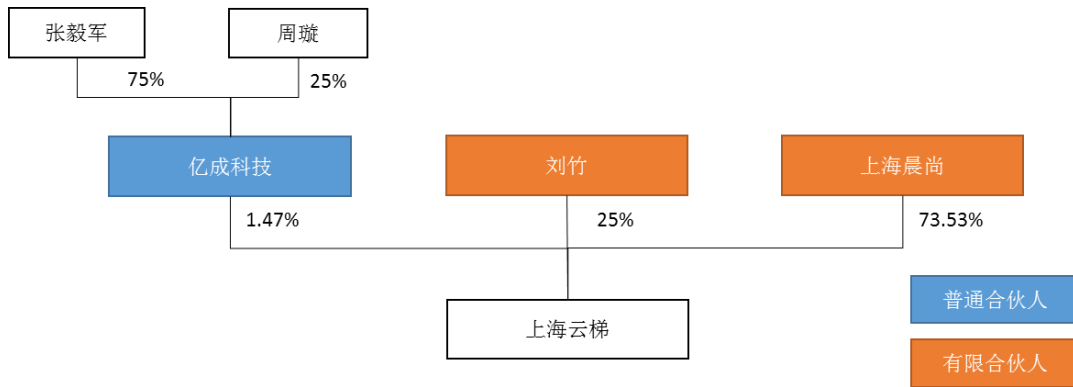 张毅军
周璇
75%
25%
亿成科技
刘竹
上海晨尚
1.47%
25%
73.53%
上海云梯
普通合伙人
有限合伙人